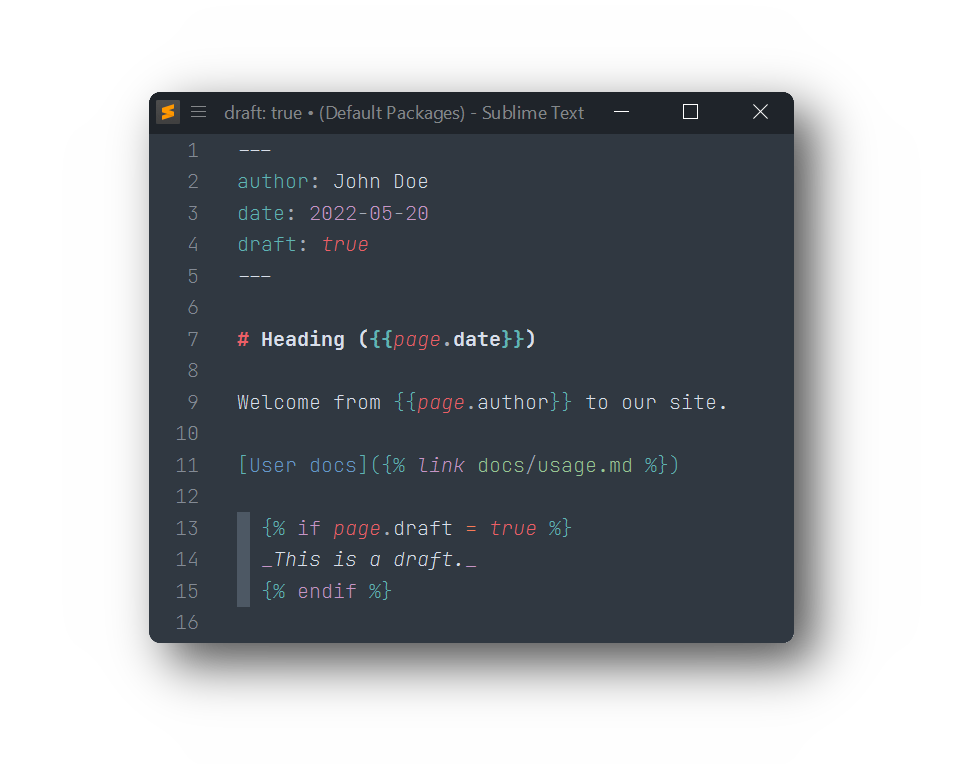 draft: true • (Default Packages) - Sublime Text
1 ---
2 author: John Doe
3 date: 2022-05-20
4 draft: true
5 ---
6
7 # Heading ({{page.date}})
8
9 Welcome from {{page.author}} to our site.
10
11 [User docs]({% link docs/usage.md %})
12
13 {% if page.draft = true %}
14 _This is a draft._
15 {% endif %}
16